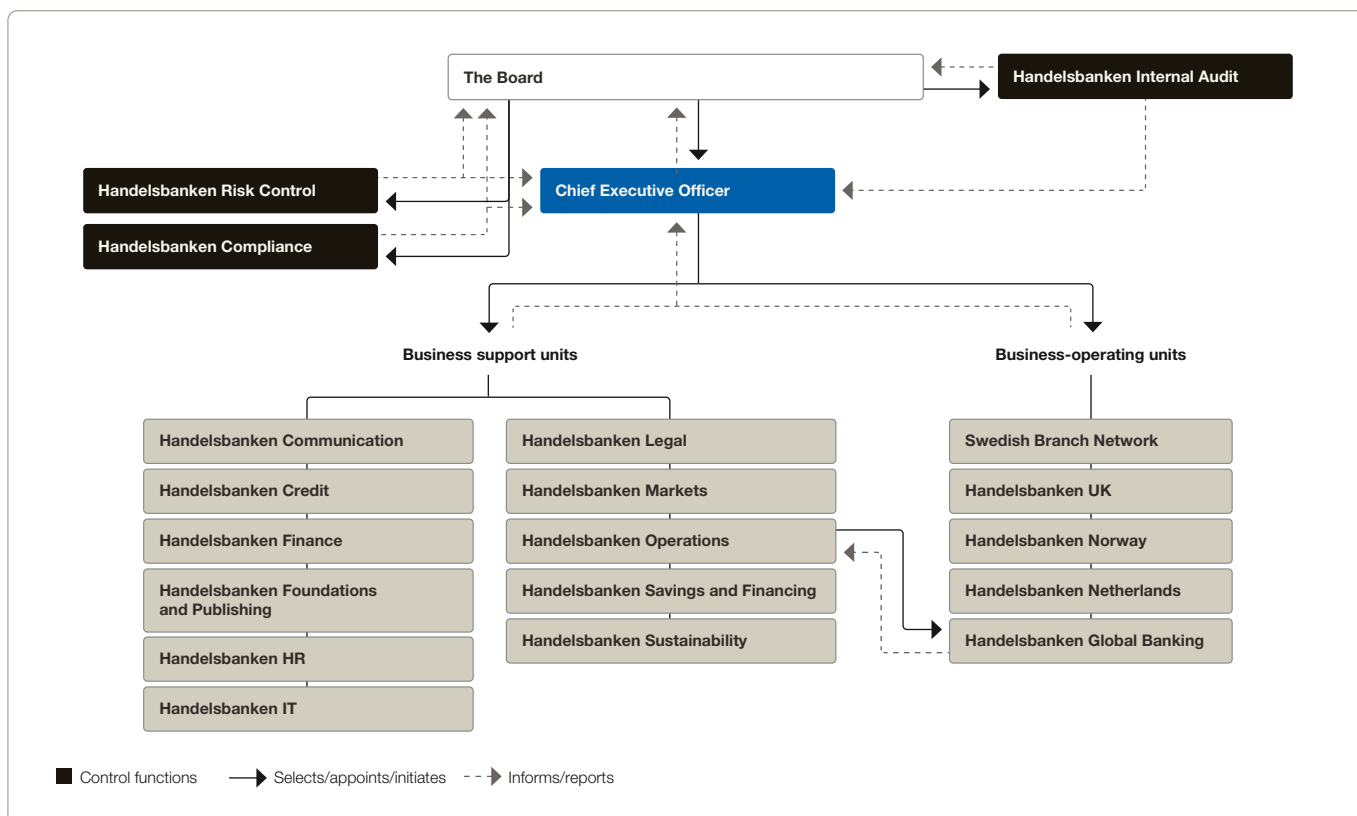 The Board
Handelsbanken Internal Audit
Handelsbanken Risk Control
Chief Executive Officer
Handelsbanken Compliance
Business support units
Business-operating units
Handelsbanken Communication
Handelsbanken Credit
Handelsbanken Finance
Handelsbanken Foundations
and Publishing
Handelsbanken HR
Handelsbanken IT
Handelsbanken Legal
Handelsbanken Markets
Handelsbanken Operations
Handelsbanken Savings and Financing
Handelsbanken Sustainability
Swedish Branch Network
Handelsbanken UK
Handelsbanken Norway
Handelsbanken Netherlands
Handelsbanken Global Banking
Control functions
Selects/appoints/initiates
Informs/reports